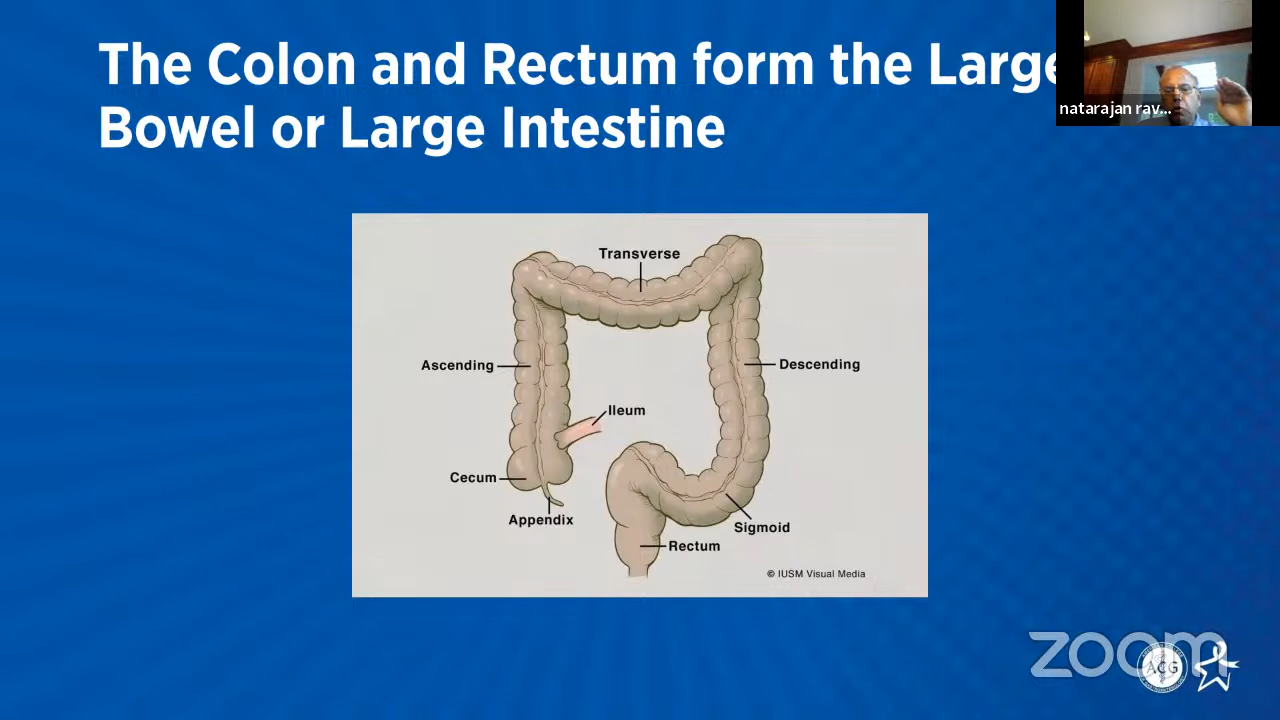 The Colon and Rectum form the Large
Bowel or Large Intestine
natarajan rav...
Transverse
Ascending
Descending
Ileum
Cecum
Appendix
Sigmoid
Rectum
© IUSM Visual Media
zoom
ACG